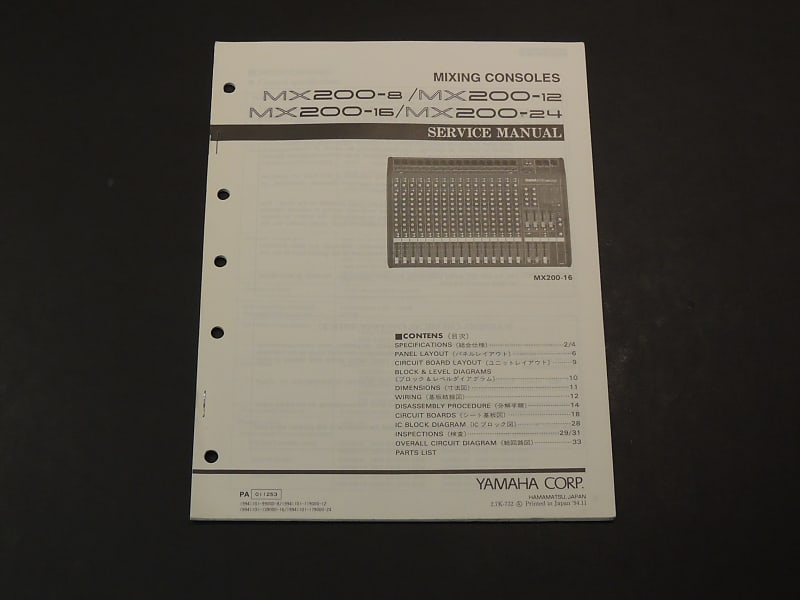 MIXING CONSOLES
MX200-8/MX200-12
MX200-16/MX200-24
SERVICE MANUAL
MX200-16
■CONTENS (目次)
SPECIFICATIONS (総合仕様) 2/4
PANEL LAYOUT (パネルレイアウト) 6
CIRCUIT BOARD LAYOUT (ユニットレイアウト) 9
BLOCK & LEVEL DIAGRAMS
(ブロック&レベルダイアグラム) 10
DIMENSIONS (寸法図) 11
WIRING (基板結線図) 12
DISASSEMBLY PROCEDURE (分解手順) 14
CIRCUIT BOARDS (シート基板図) 18
IC BLOCK DIAGRAM (ICブロック図) 28
INSPECTIONS (検査) 29/31
OVERALL CIRCUIT DIAGRAM (総回路図) 33
PARTS LIST
YAMAHA CORP.
PA 011253
HAMAMATSU, JAPAN
Printed in Japan '94.11